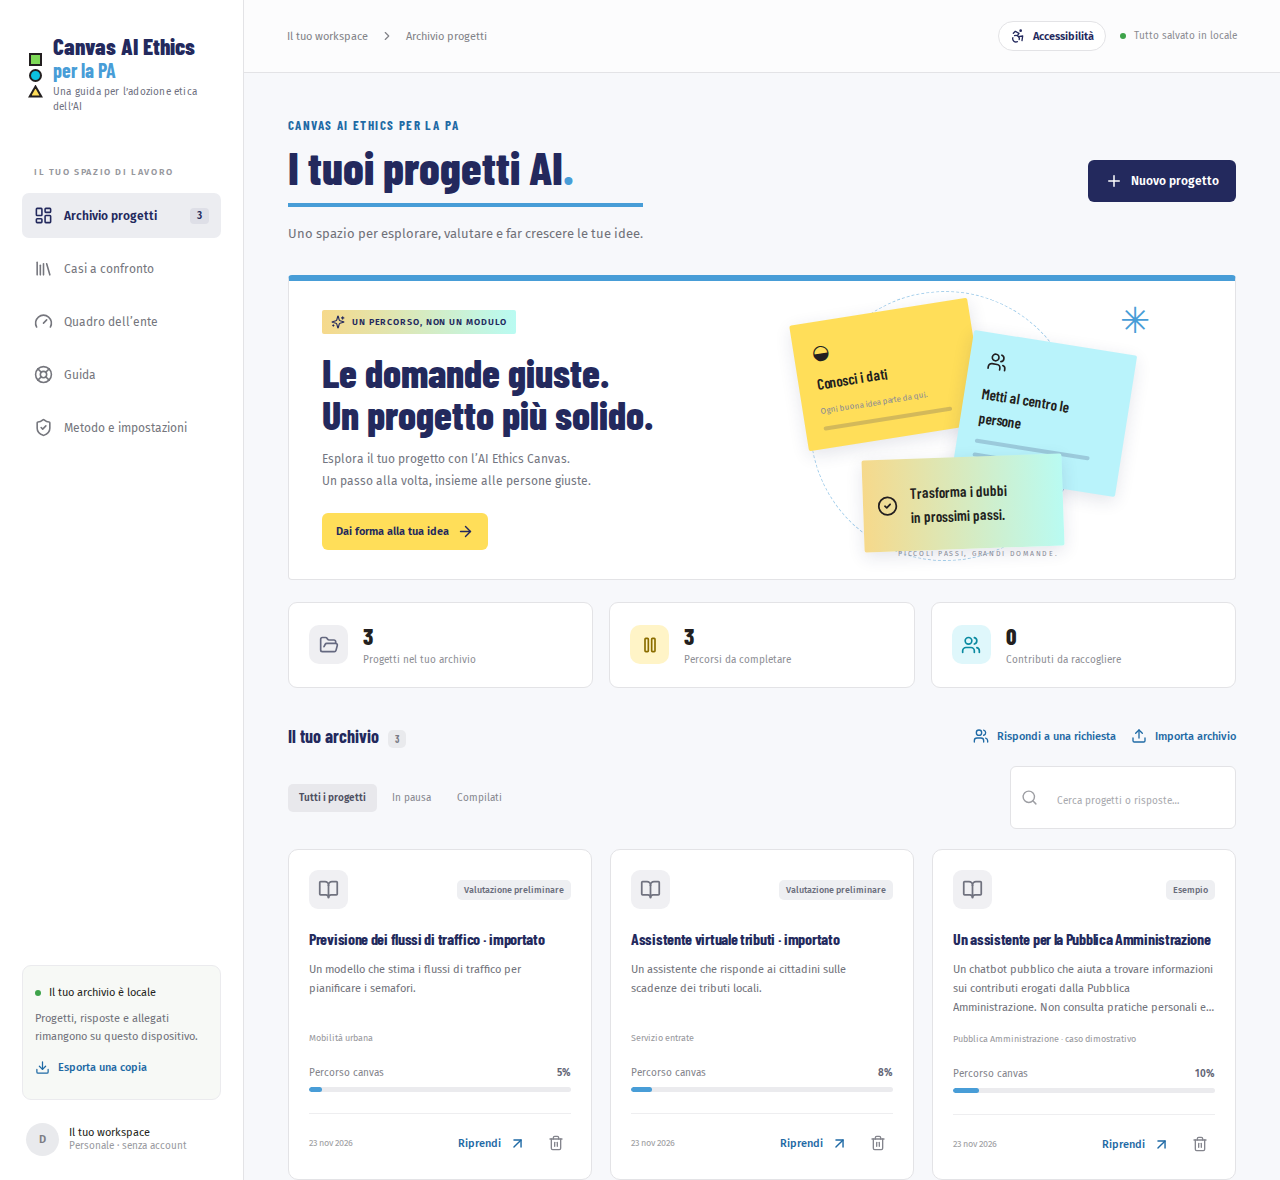 Canvas AI Ethics
per la PA
Una guida per l'adozione etica
dell'AI
IL TUO SPAZIO DI LAVORO
Archivio progetti 3
Casi a confronto
Quadro dell'ente
Guida
Metodo e impostazioni
Il tuo archivio è locale
Progetti, risposte e allegati
rimangono su questo dispositivo.
Esporta una copia
D
Il tuo workspace
Personale · senza account
Il tuo workspace > Archivio progetti
Accessibilità
Tutto salvato in locale
CANVAS AI ETHICS PER LA PA
I tuoi progetti AI.
Uno spazio per esplorare, valutare e far crescere le tue idee.
Nuovo progetto
UN PERCORSO, NON UN MODULO
Le domande giuste.
Un progetto più solido.
Esplora il tuo progetto con l'AI Ethics Canvas.
Un passo alla volta, insieme alle persone giuste.
Dai forma alla tua idea
Conosci i dati
Ogni buona idea parte da qui.
Metti al centro le
persone
Trasforma i dubbi
in prossimi passi.
PICCOLI PASSI, GRANDI DOMANDE.
3
Progetti nel tuo archivio
3
Percorsi da completare
0
Contributi da raccogliere
Il tuo archivio 3
Rispondi a una richiesta
Importa archivio
Tutti i progetti
In pausa
Compilati
Cerca progetti o risposte...
Valutazione preliminare
Previsione dei flussi di traffico · importato
Un modello che stima i flussi di traffico per
pianificare i semafori.
Mobilità urbana
Percorso canvas 5%
23 nov 2026
Riprendi
Valutazione preliminare
Assistente virtuale tributi · importato
Un assistente che risponde ai cittadini sulle
scadenze dei tributi locali.
Servizio entrate
Percorso canvas 8%
23 nov 2026
Riprendi
Esempio
Un assistente per la Pubblica Amministrazione
Un chatbot pubblico che aiuta a trovare informazioni
sui contributi erogati dalla Pubblica
Amministrazione. Non consulta pratiche personali e...
Pubblica Amministrazione · caso dimostrativo
Percorso canvas 10%
23 nov 2026
Riprendi